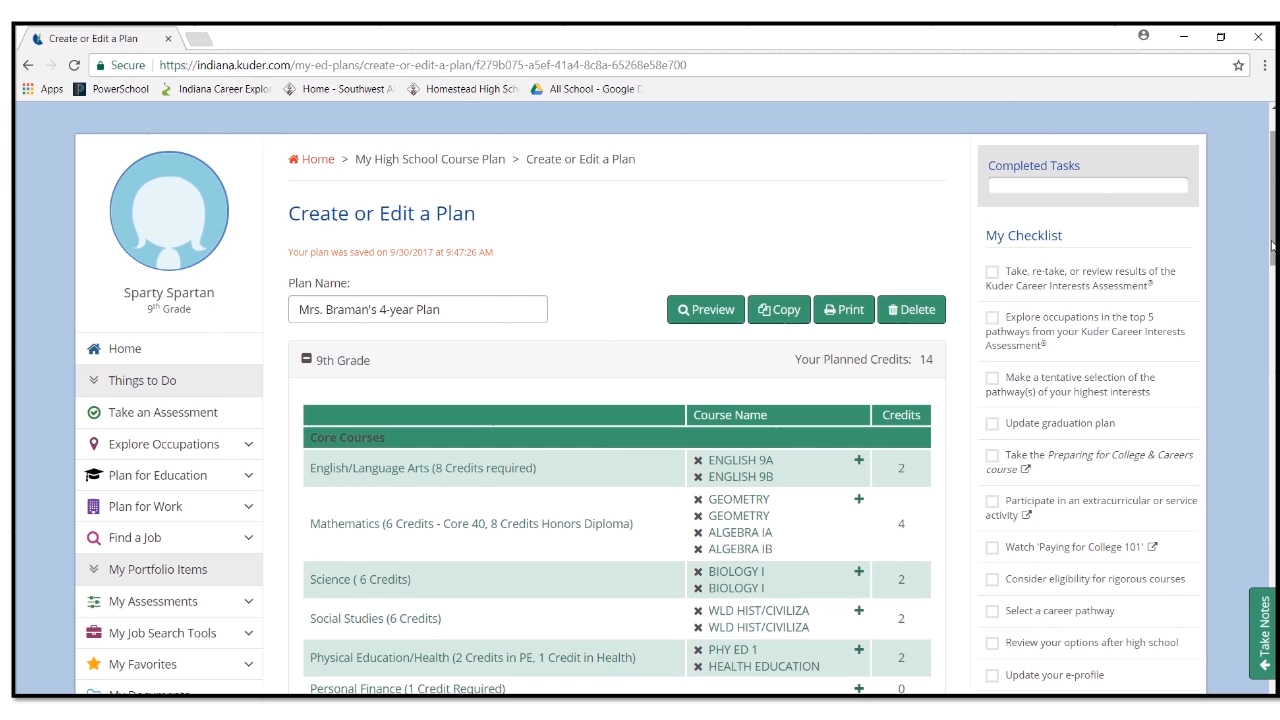 Create or Edit a Plan
Secure | https://indiana.kuder.com/my-ed-plans/create-or-edit-a-plan/f279b075-a5ef-41a4-8c8a-65268e58e700
Apps PowerSchool Indiana Career Explor Home - Southwest Al Homestead High Sch All School - Google D
Sparty Spartan
9th Grade
Home
Things to Do
Take an Assessment
Explore Occupations
Plan for Education
Plan for Work
Find a Job
My Portfolio Items
My Assessments
My Job Search Tools
My Favorites
My Documents
Home > My High School Course Plan > Create or Edit a Plan
Create or Edit a Plan
Your plan was saved on 9/30/2017 at 9:47:26 AM
Plan Name:
Mrs. Braman's 4-year Plan
Preview Copy Print Delete
9th Grade Your Planned Credits: 14
Course Name Credits
Core Courses
English/Language Arts (8 Credits required)
ENGLISH 9A
ENGLISH 9B
2
Mathematics (6 Credits - Core 40, 8 Credits Honors Diploma)
GEOMETRY
GEOMETRY
ALGEBRA IA
ALGEBRA IB
4
Science ( 6 Credits)
BIOLOGY I
BIOLOGY I
2
Social Studies (6 Credits)
WLD HIST/CIVILIZA
WLD HIST/CIVILIZA
2
Physical Education/Health (2 Credits in PE, 1 Credit in Health)
PHY ED 1
HEALTH EDUCATION
2
Personal Finance (1 Credit Required) 0
Completed Tasks
My Checklist
Take, re-take, or review results of the
Kuder Career Interests Assessment®
Explore occupations in the top 5
pathways from your Kuder Career Interests
Assessment®
Make a tentative selection of the
pathway(s) of your highest interests
Update graduation plan
Take the Preparing for College & Careers
course
Participate in an extracurricular or service
activity
Watch 'Paying for College 101'
Consider eligibility for rigorous courses
Select a career pathway
Review your options after high school
Update your e-profile
Take Notes